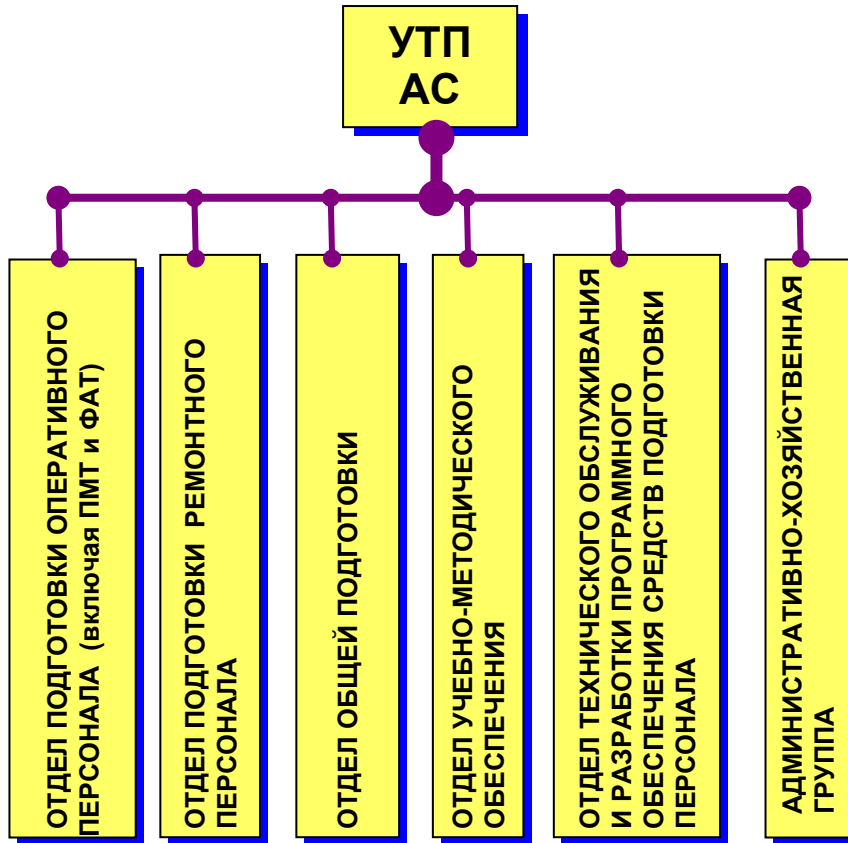 УТП
АС
ОТДЕЛ ПОДГОТОВКИ ОПЕРАТИВНОГО
ПЕРСОНАЛА (включая ПМТ и ФАТ)
ОТДЕЛ ПОДГОТОВКИ РЕМОНТНОГО
ПЕРСОНАЛА
ОТДЕЛ ОБЩЕЙ ПОДГОТОВКИ
ОТДЕЛ УЧЕБНО-МЕТОДИЧЕСКОГО
ОБЕСПЕЧЕНИЯ
ОТДЕЛ ТЕХНИЧЕСКОГО ОБСЛУЖИВАНИЯ
И РАЗРАБОТКИ ПРОГРАММНОГО
ОБЕСПЕЧЕНИЯ СРЕДСТВ ПОДГОТОВКИ
ПЕРСОНАЛА
АДМИНИСТРАТИВНО-ХОЗЯЙСТВЕННАЯ
ГРУППА